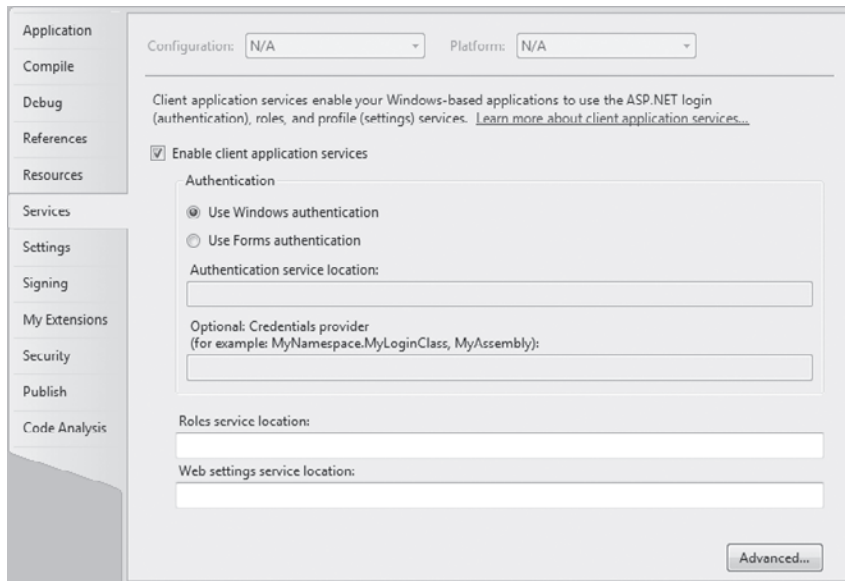 Application
Compile
Debug
References
Resources
Services
Settings
Signing
My Extensions
Security
Publish
Code Analysis
Configuration: N/A Platform: N/A
Client application services enable your Windows-based applications to use the ASP.NET login
(authentication), roles, and profile (settings) services. Learn more about client application services...
Enable client application services
Authentication
Use Windows authentication
Use Forms authentication
Authentication service location:
Optional: Credentials provider
(for example: MyNamespace.MyLoginClass, MyAssembly):
Roles service location:
Web settings service location:
Advanced...